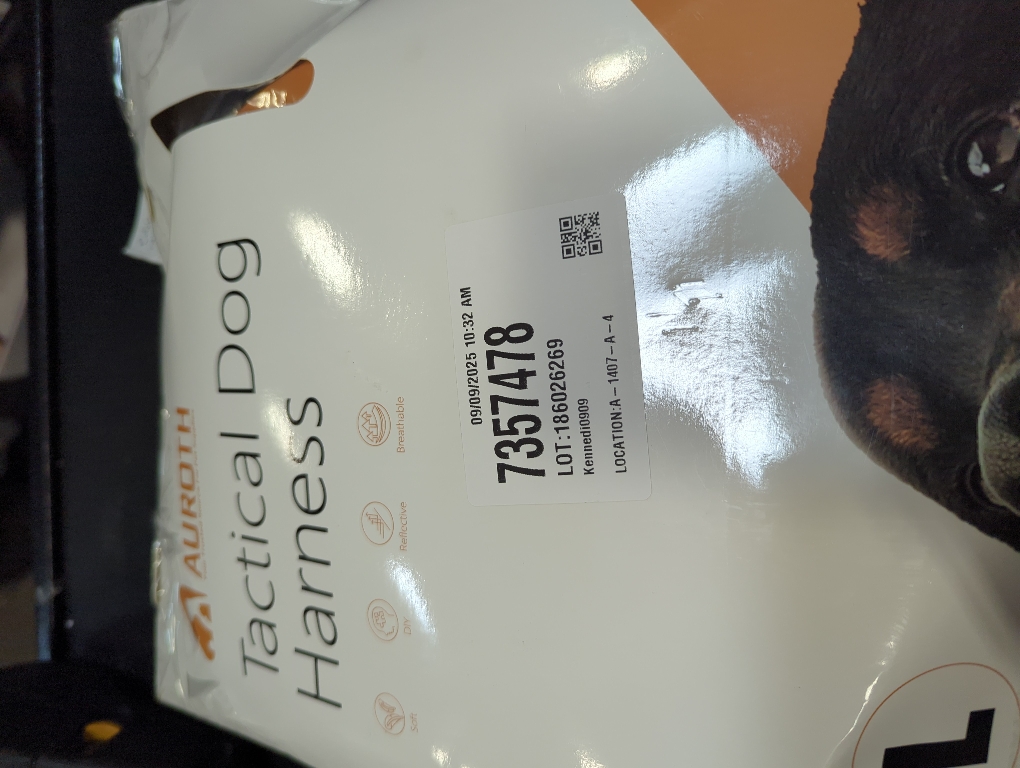 AUROTH
Tactical Dog
Harness
Soft
Dry
Reflective
Breathable
09/09/2025 10:32 AM
7357478
LOT:186026269
Kennedi0909
LOCATION:A-1407-A-4
L